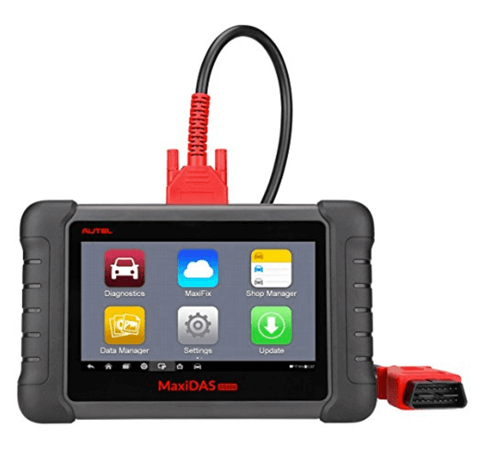 AUTEL
Diagnostics
MaxiFix
Shop Manager
Data Manager
Settings
Update
MaxiDAS